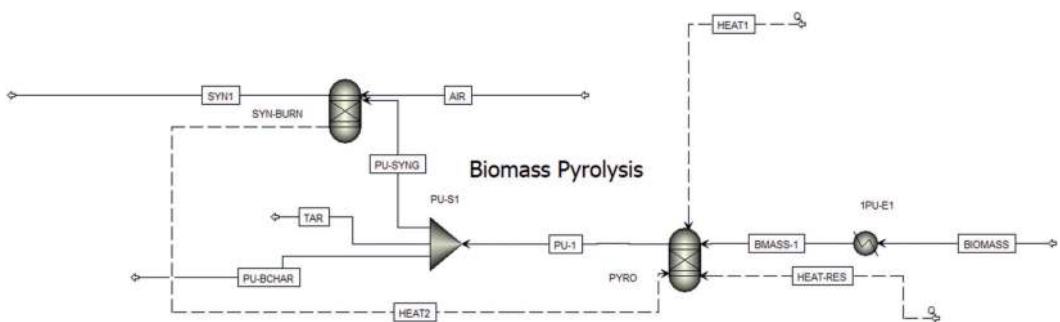 HEAT1
Q
SYN1
AIR
SYN-BURN
PU-SYNG
Biomass Pyrolysis
PU-S1
1PU-E1
TAR
PU-1
BMASS-1
BIOMASS
PU-BCHAR
PYRO
HEAT-RES
HEAT2
Q